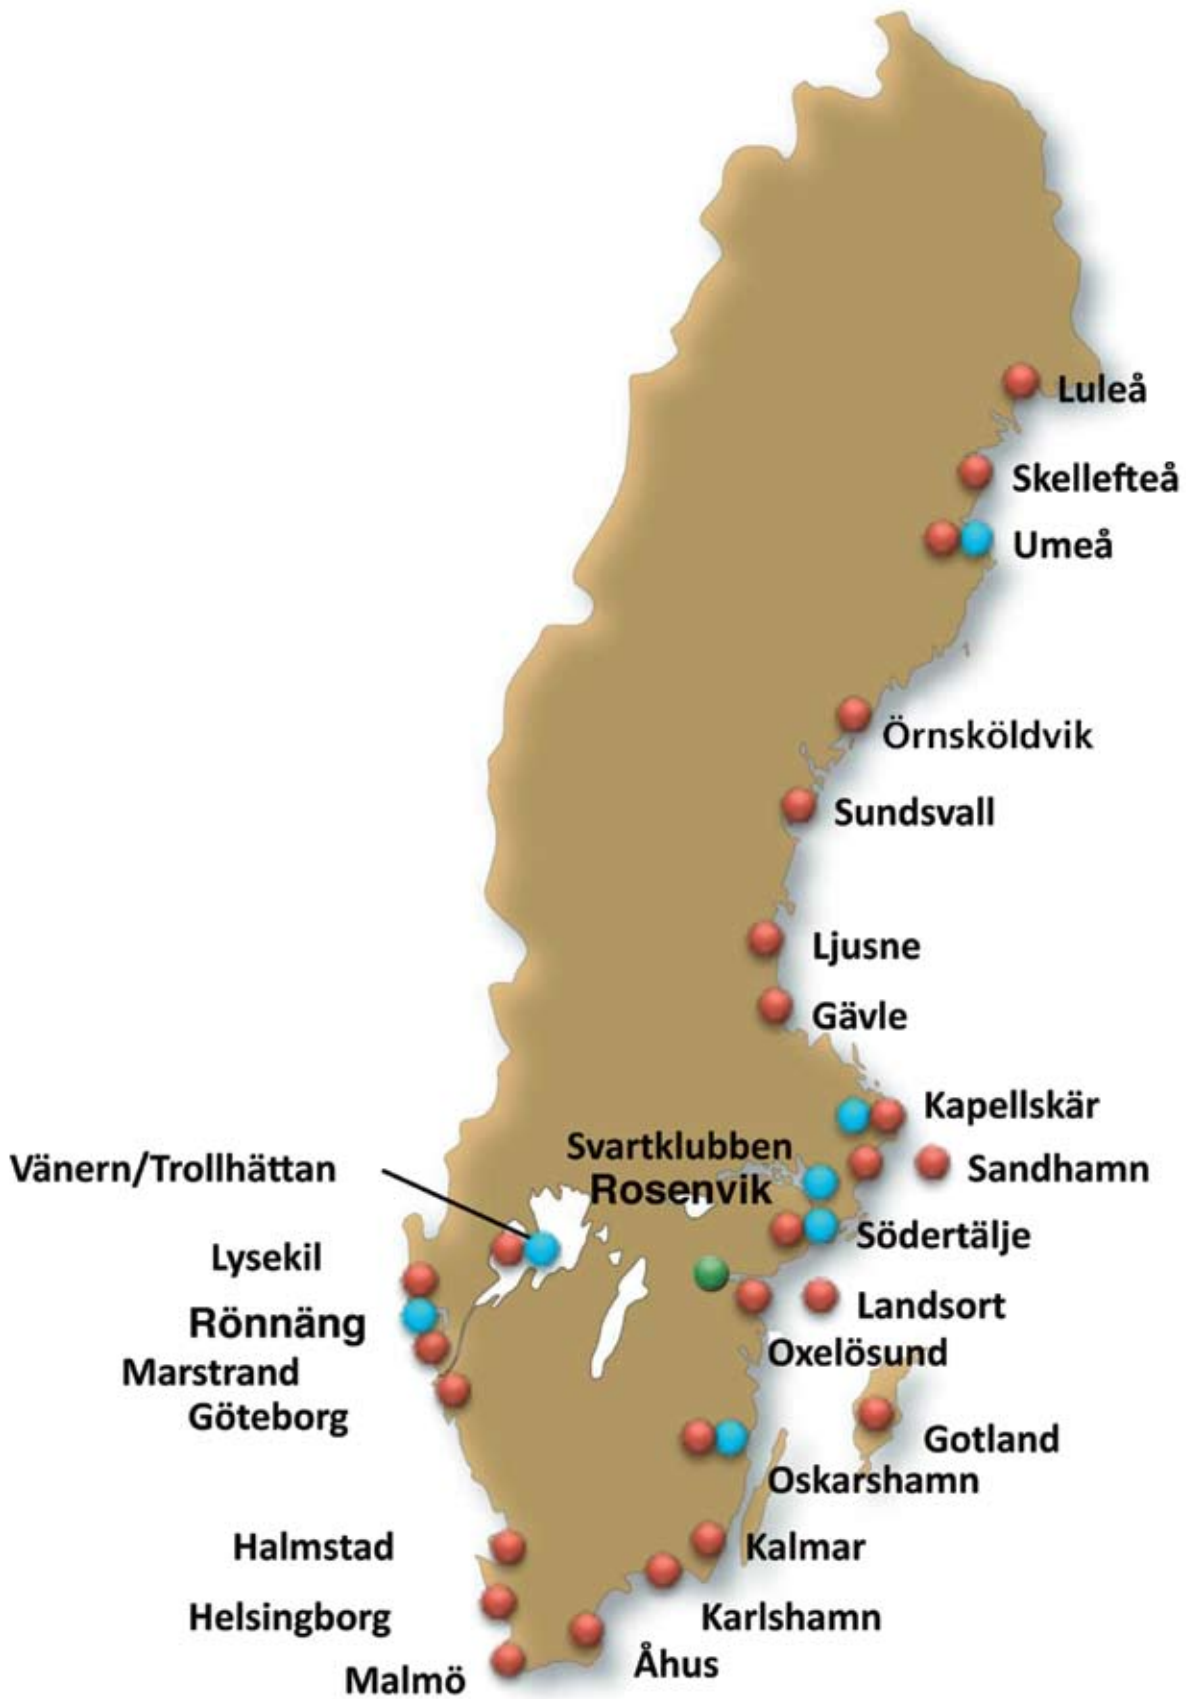 Luleå
Skellefteå
Umeå
Örnsköldvik
Sundsvall
Ljusne
Gävle
Kapellskär
Svartklubben
Vänern/Trollhättan
Sandhamn
Rosenvik
Södertälje
Lysekil
Landsort
Rönnäng
Oxelösund
Marstrand
Göteborg
Gotland
Oskarshamn
Halmstad
Kalmar
Helsingborg
Karlshamn
Åhus
Malmö